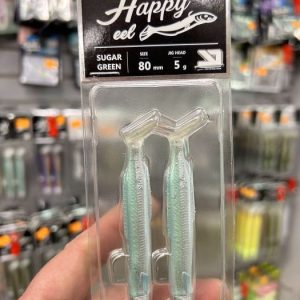 Happy
eel
SUGAR GREEN
SIZE
80 mm
JIG HEAD
5 g